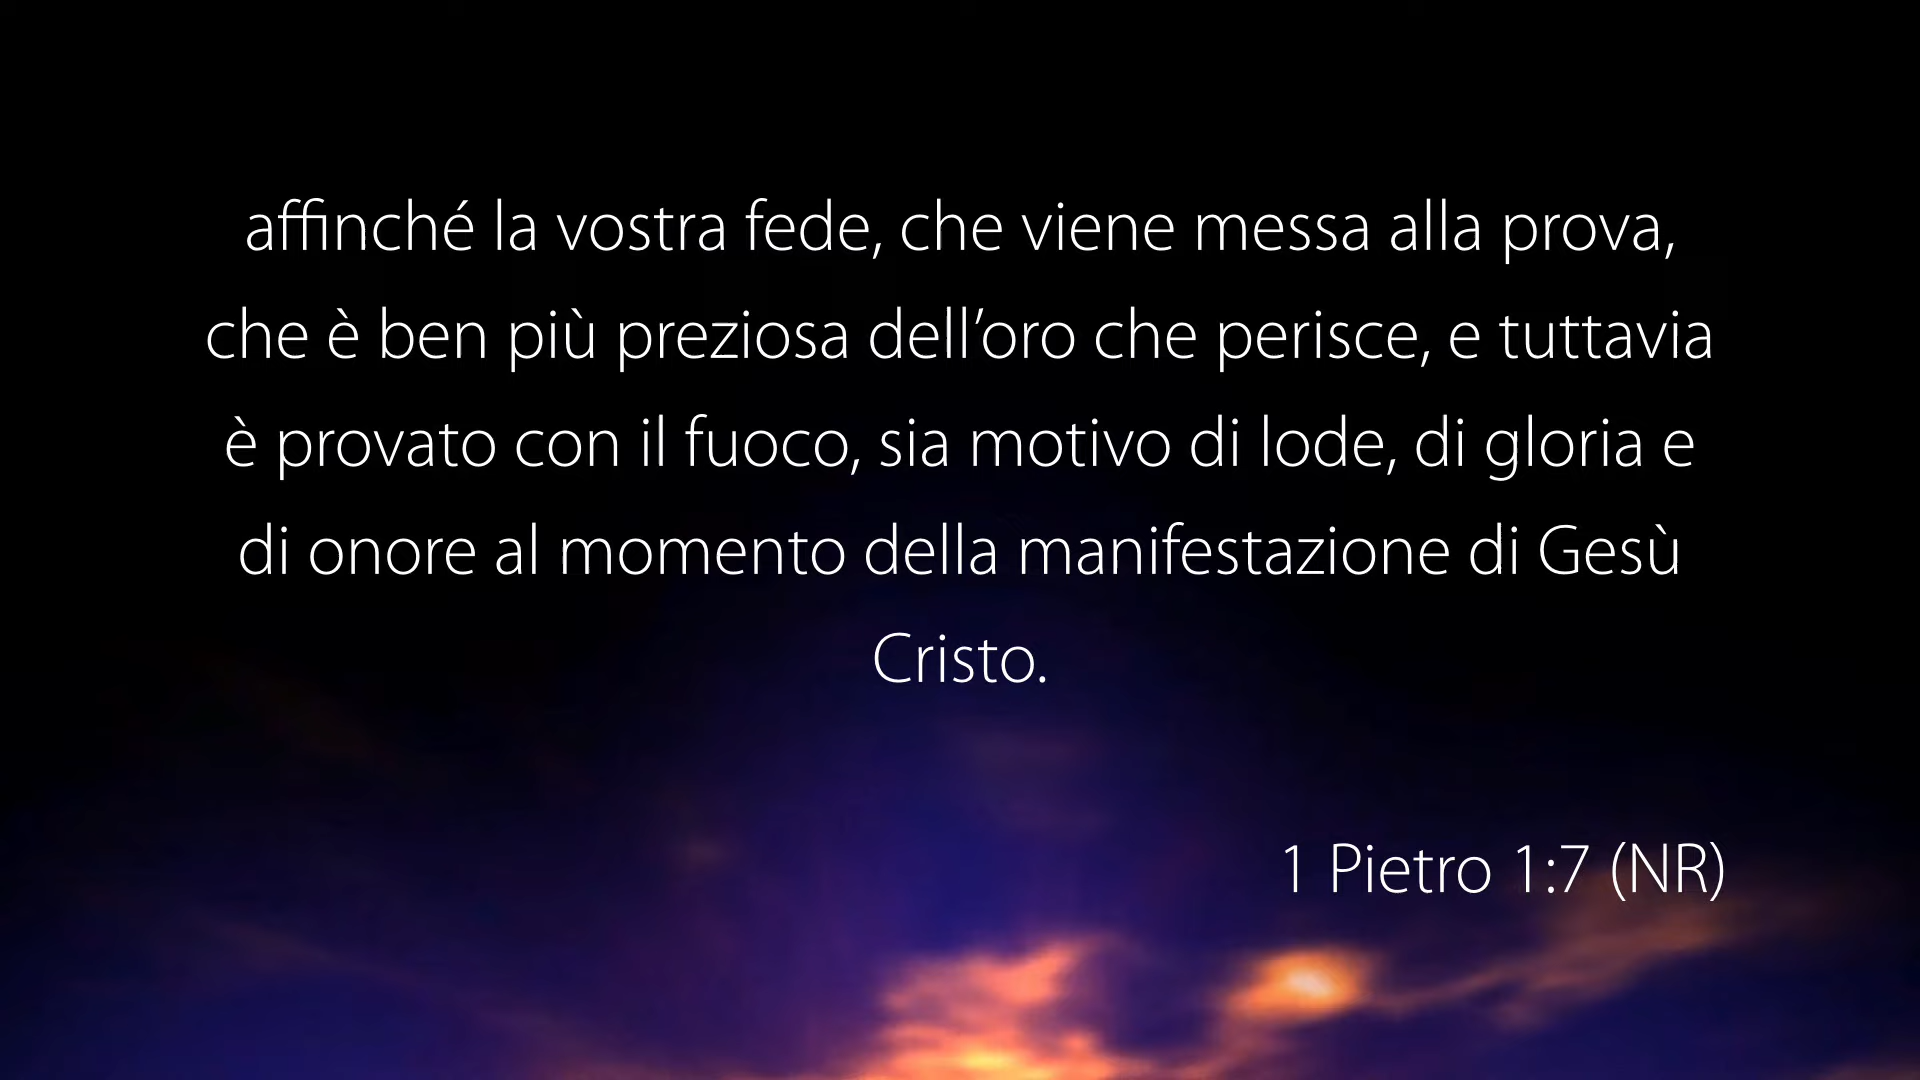 affinché la vostra fede, che viene messa alla prova,
che è ben più preziosa dell’oro che perisce, e tuttavia
è provato con il fuoco, sia motivo di lode, di gloria e
di onore al momento della manifestazione di Gesù
Cristo.
1 Pietro 1:7 (NR)